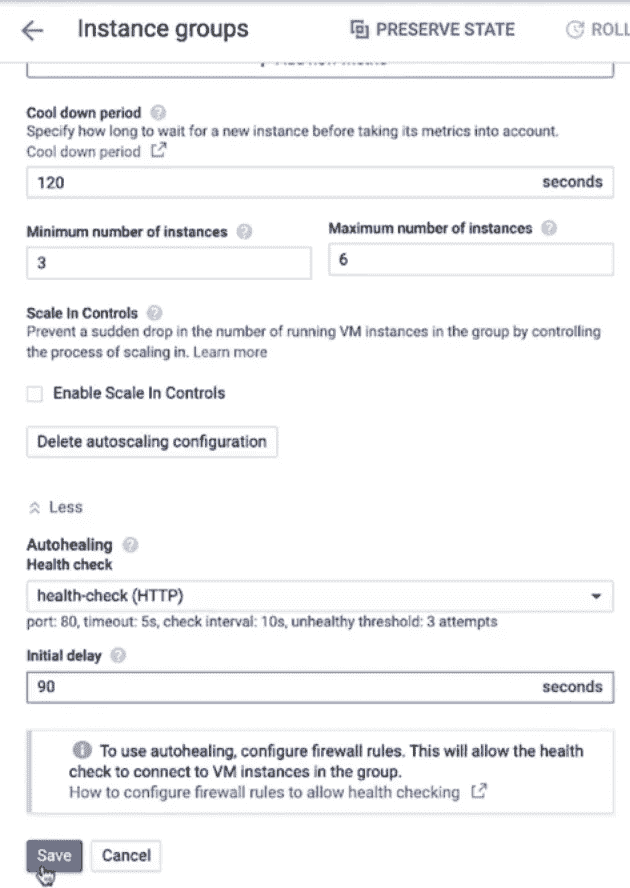 Instance groups
PRESERVE STATE
ROLL
Cool down period
Specify how long to wait for a new instance before taking its metrics into account.
Cool down period
120 seconds
Minimum number of instances
Maximum number of instances
3
6
Scale In Controls
Prevent a sudden drop in the number of running VM instances in the group by controlling
the process of scaling in. Learn more
Enable Scale In Controls
Delete autoscaling configuration
Less
Autohealing
Health check
health-check (HTTP)
port: 80, timeout: 5s, check interval: 10s, unhealthy threshold: 3 attempts
Initial delay
90 seconds
To use autohealing, configure firewall rules. This will allow the health
check to connect to VM instances in the group.
How to configure firewall rules to allow health checking
Save
Cancel